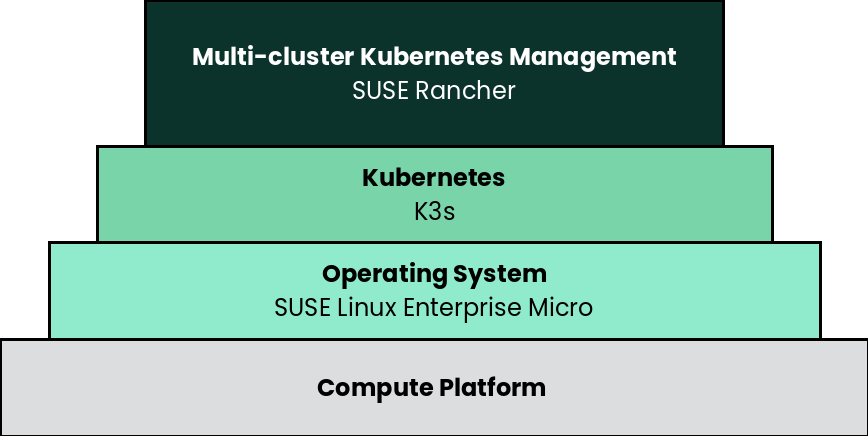 Multi-cluster Kubernetes Management
SUSE Rancher
Kubernetes
K3s
Operating System
SUSE Linux Enterprise Micro
Compute Platform